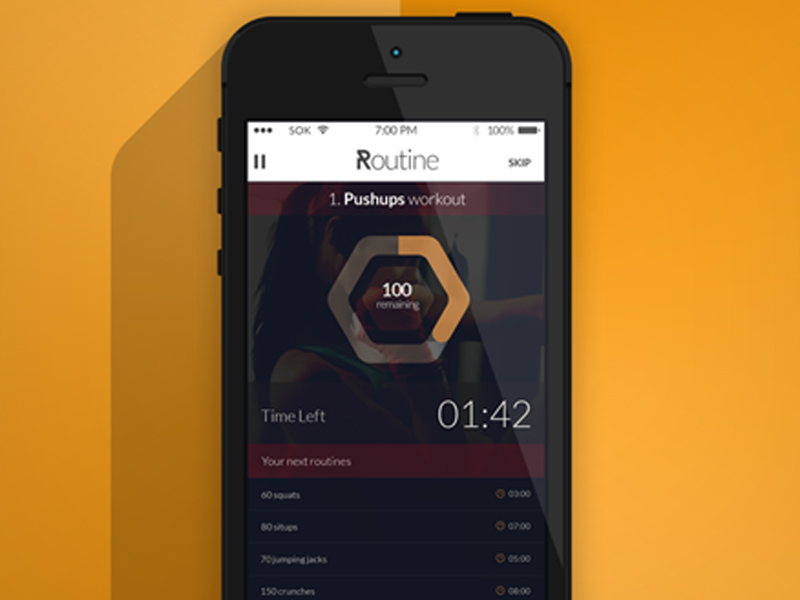 SOK 7:00 PM 100%
Routine SKIP
1. Pushups workout
100
remaining
Time Left 01:42
Your next routines
60 squats 03:00
80 situps 07:00
70 jumping jacks 05:00
150 crunches 08:00